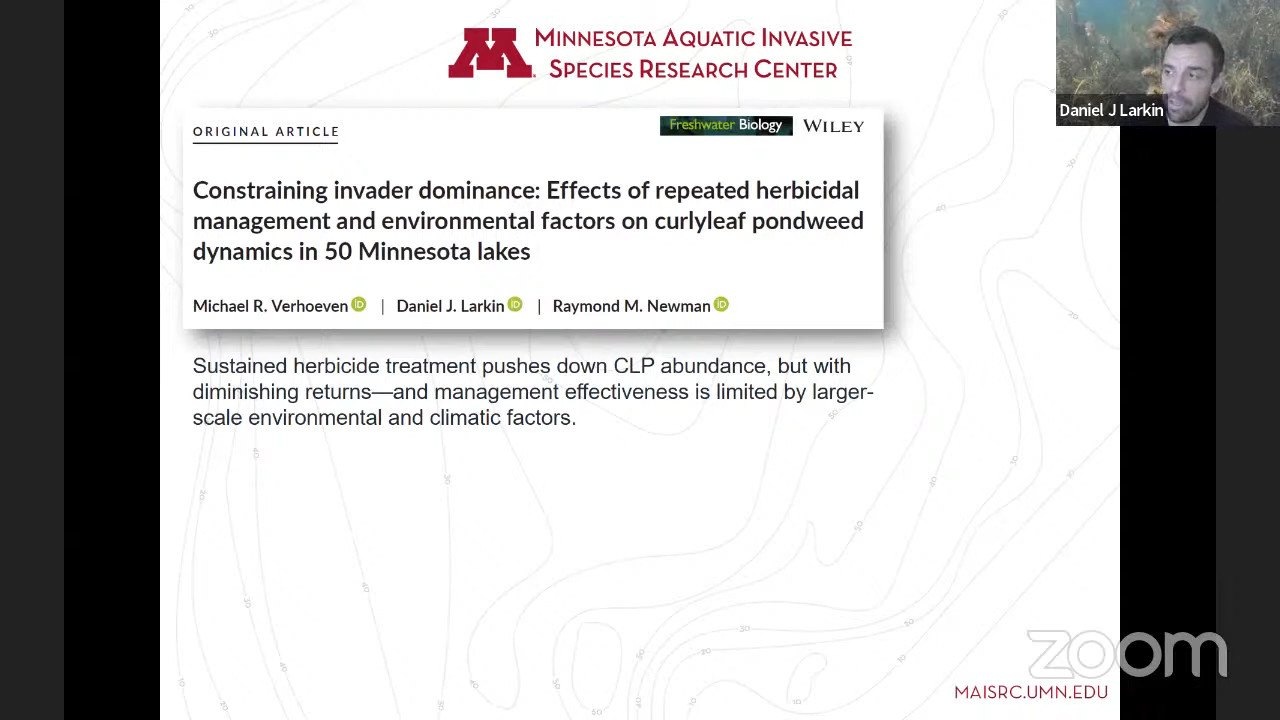 MINNESOTA AQUATIC INVASIVE
SPECIES RESEARCH CENTER
Daniel J Larkin
ORIGINAL ARTICLE
Freshwater Biology WILEY
Constraining invader dominance: Effects of repeated herbicidal
management and environmental factors on curlyleaf pondweed
dynamics in 50 Minnesota lakes
Michael R. Verhoeven iD | Daniel J. Larkin iD | Raymond M. Newman iD
Sustained herbicide treatment pushes down CLP abundance, but with
diminishing returns—and management effectiveness is limited by larger-
scale environmental and climatic factors.
zoom
MAISRC.UMN.EDU